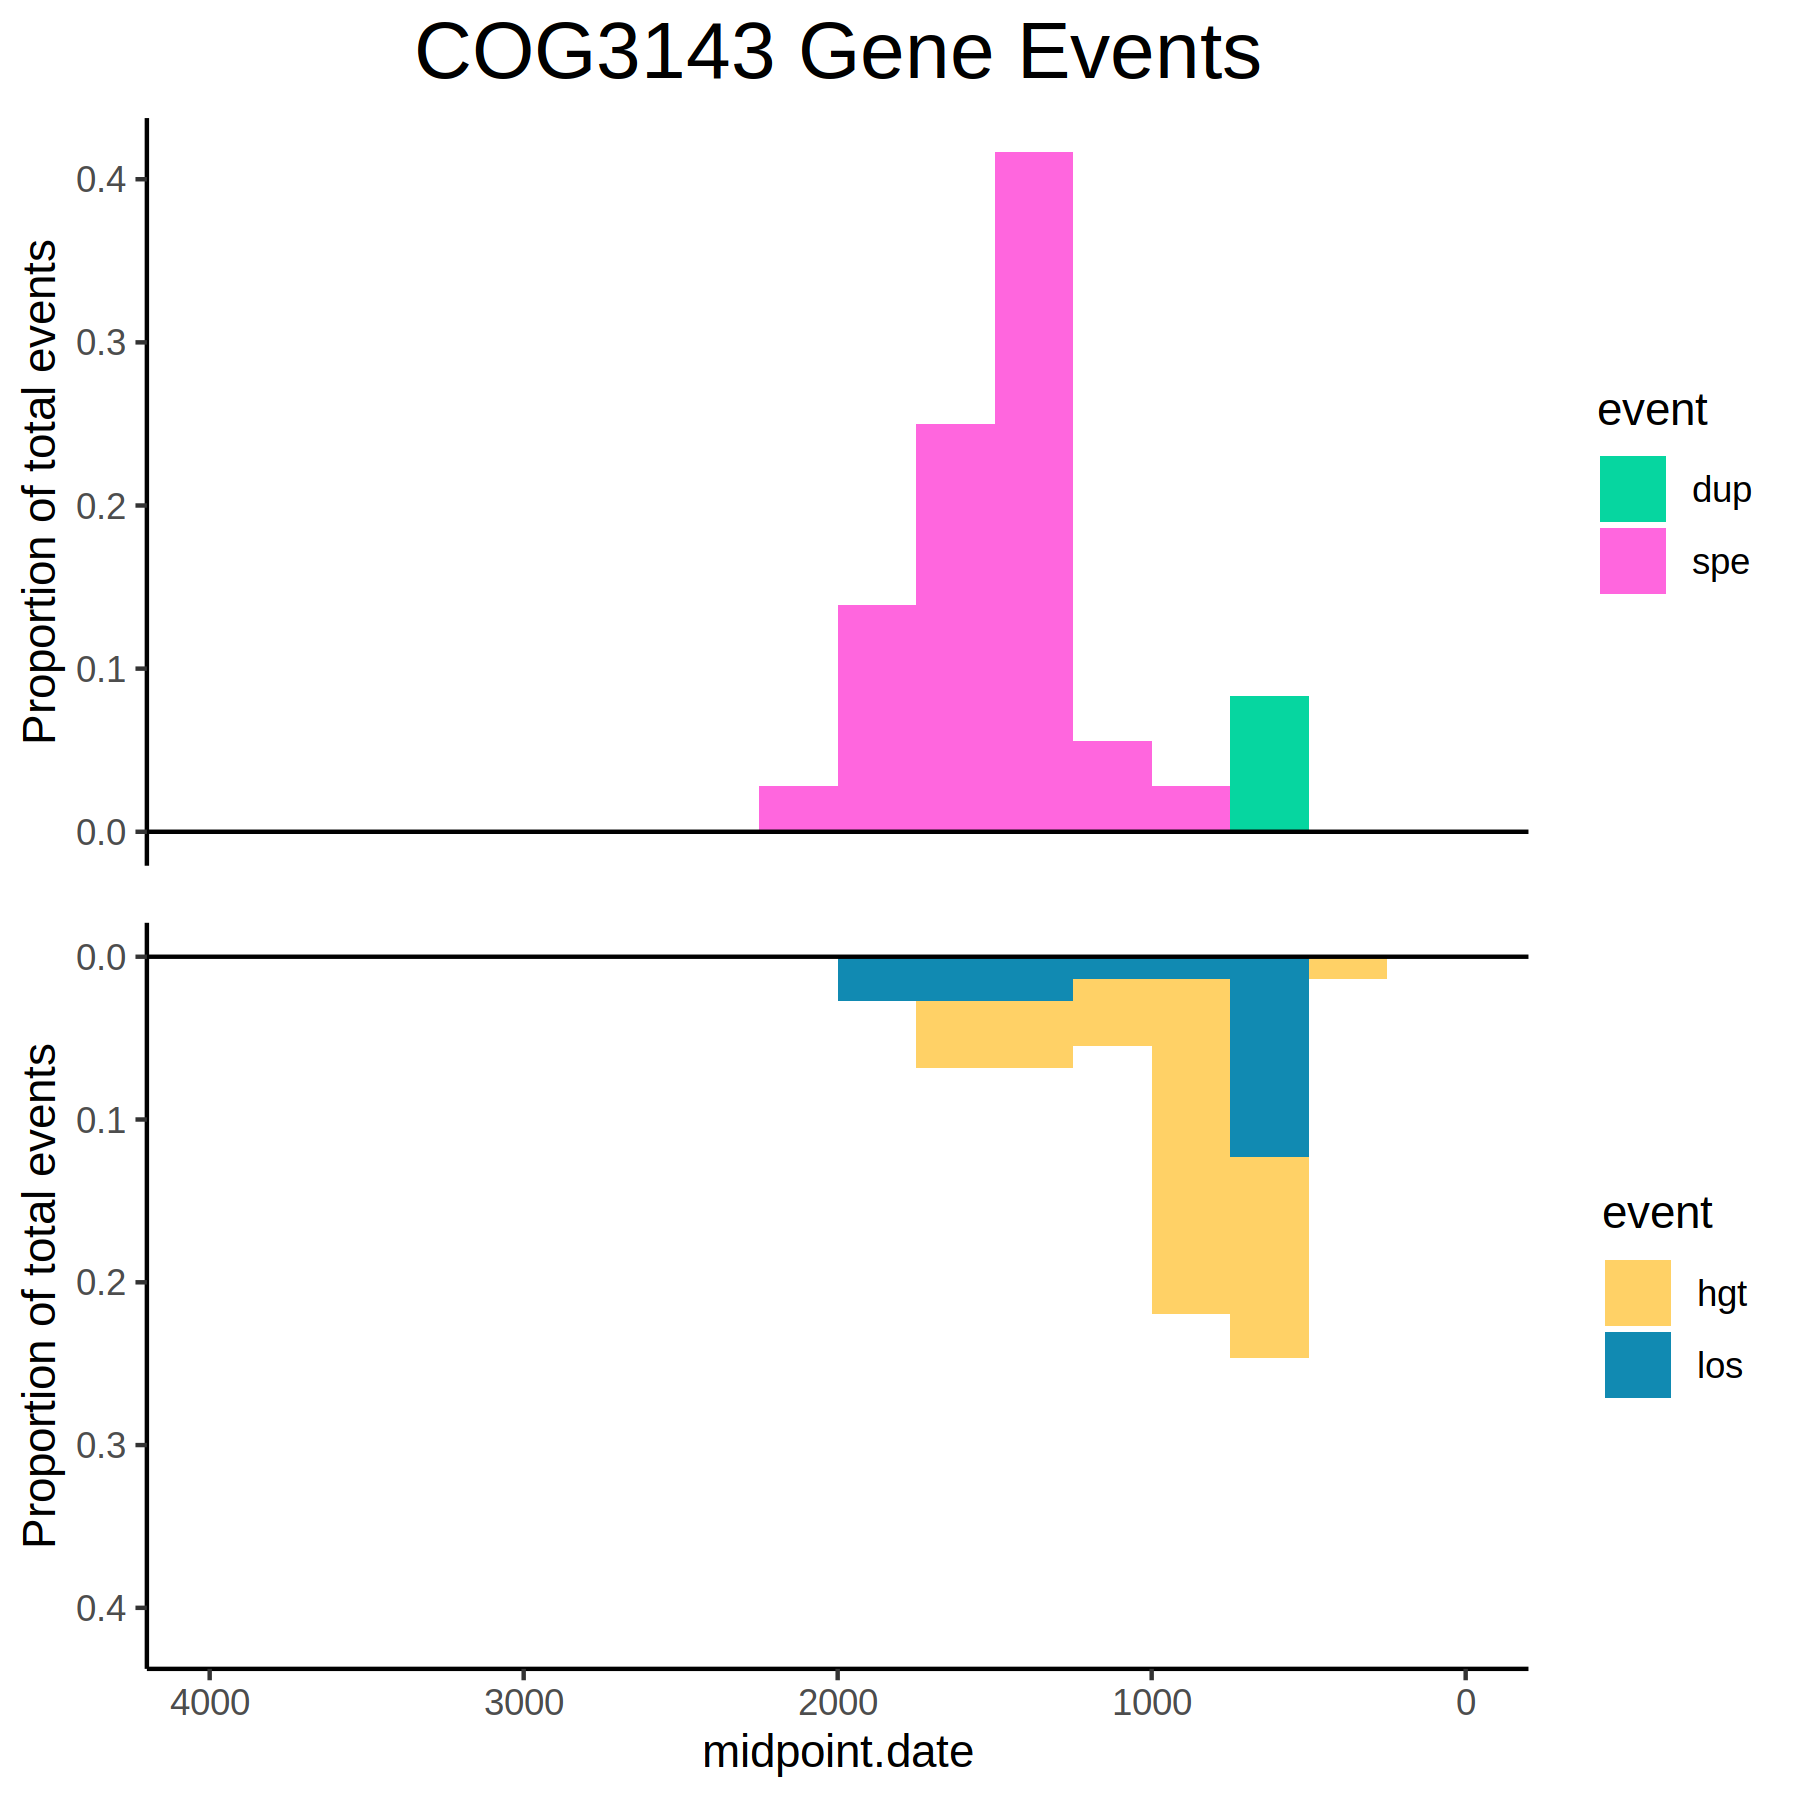 COG3143 Gene Events
Proportion of total events
0.4
0.3
0.2
0.1
0.0
event
dup
spe
Proportion of total events
0.0
0.1
0.2
0.3
0.4
event
hgt
los
4000 3000 2000 1000 0
midpoint.date